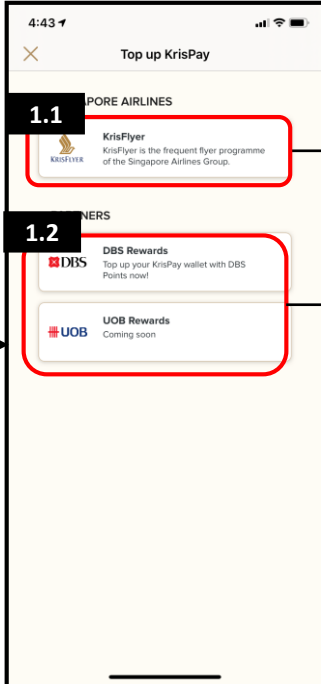 4:43
Top up KrisPay
PORE AIRLINES
1.1
KrisFlyer
KRISFLYER
KrisFlyer is the frequent flyer programme
of the Singapore Airlines Group.
NERS
1.2
DBS Rewards
DBS
Top up your KrisPay wallet with DBS
Points now!
UOB Rewards
UOB
Coming soon